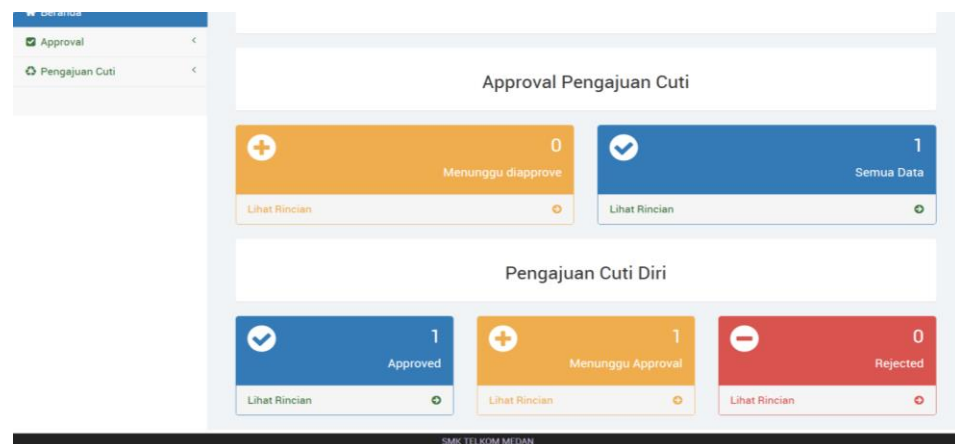 Beranda
Approval
Pengajuan Cuti
Approval Pengajuan Cuti
0
Menunggu diapprove
Lihat Rincian
1
Semua Data
Lihat Rincian
Pengajuan Cuti Diri
1
Approved
Lihat Rincian
1
Menunggu Approval
Lihat Rincian
0
Rejected
Lihat Rincian
SMK TELKOM MEDAN